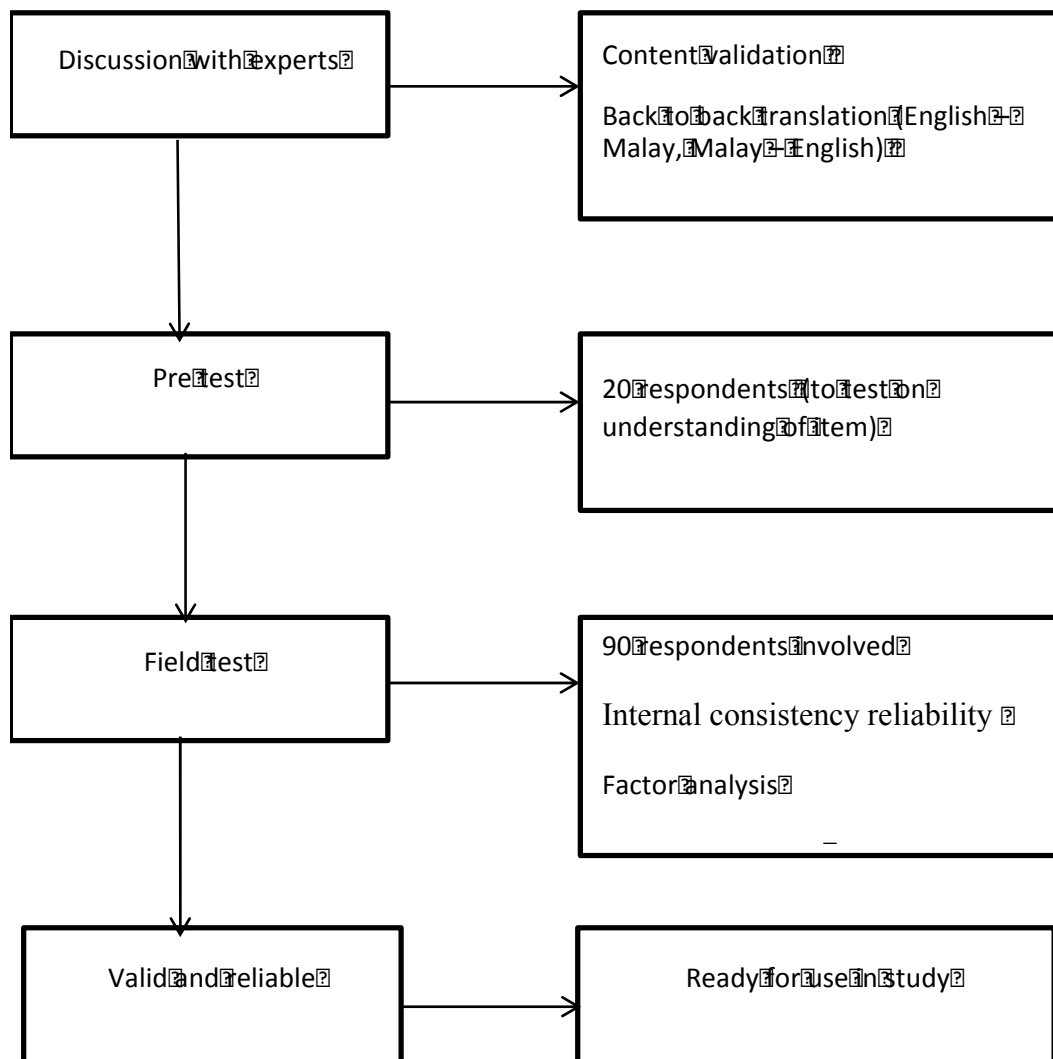 Discussion with experts
Content validation
Back to back translation (English –
Malay, Malay – English)
Pre test
20 respondents (to test on
understanding of item)
Field test
90 respondents involved
Internal consistency reliability
Factor analysis
–
Valid and reliable
Ready for use in study